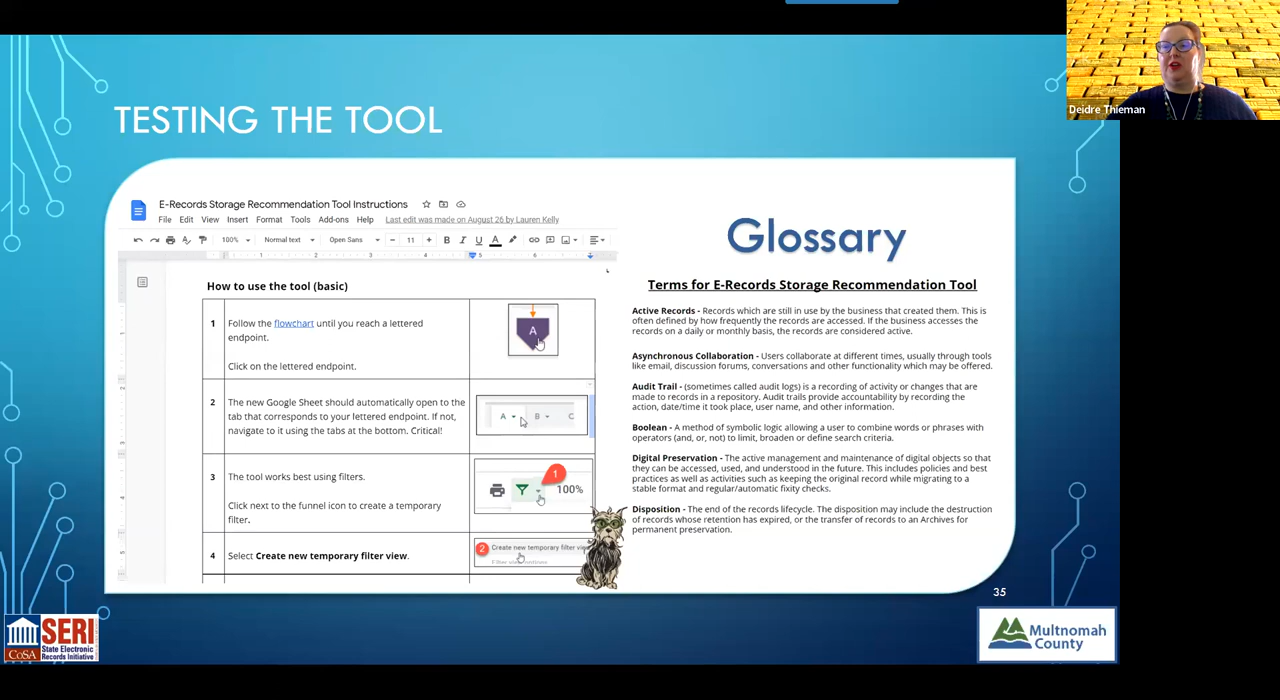 Deidre Thieman
TESTING THE TOOL
E-Records Storage Recommendation Tool Instructions
File Edit View Insert Format Tools Add-ons Help Last edit was made on August 26 by Lauren Kelly
100% Normal text Open Sans 11 B I U A
1 2 3 4 5 6
How to use the tool (basic)
1 Follow the flowchart until you reach a lettered
endpoint.
Click on the lettered endpoint.
A
2 The new Google Sheet should automatically open to the
tab that corresponds to your lettered endpoint. If not,
navigate to it using the tabs at the bottom. Critical!
A B C
3 The tool works best using filters.
Click next to the funnel icon to create a temporary
filter.
1
100%
4 Select Create new temporary filter view.
2 Create new temporary filter view
Glossary
Terms for E-Records Storage Recommendation Tool
Active Records - Records which are still in use by the business that created them. This is
often defined by how frequently the records are accessed. If the business accesses the
records on a daily or monthly basis, the records are considered active.
Asynchronous Collaboration - Users collaborate at different times, usually through tools
like email, discussion forums, conversations and other functionality which may be offered.
Audit Trail - (sometimes called audit logs) is a recording of activity or changes that are
made to records in a repository. Audit trails provide accountability by recording the
action, date/time it took place, user name, and other information.
Boolean - A method of symbolic logic allowing a user to combine words or phrases with
operators (and, or, not) to limit, broaden or define search criteria.
Digital Preservation - The active management and maintenance of digital objects so that
they can be accessed, used, and understood in the future. This includes policies and best
practices as well as activities such as keeping the original record while migrating to a
stable format and regular/automatic fixity checks.
Disposition - The end of the records lifecycle. The disposition may include the destruction
of records whose retention has expired, or the transfer of records to an Archives for
permanent preservation.
35
CoSA
SERI
State Electronic
Records Initiative
Multnomah
County